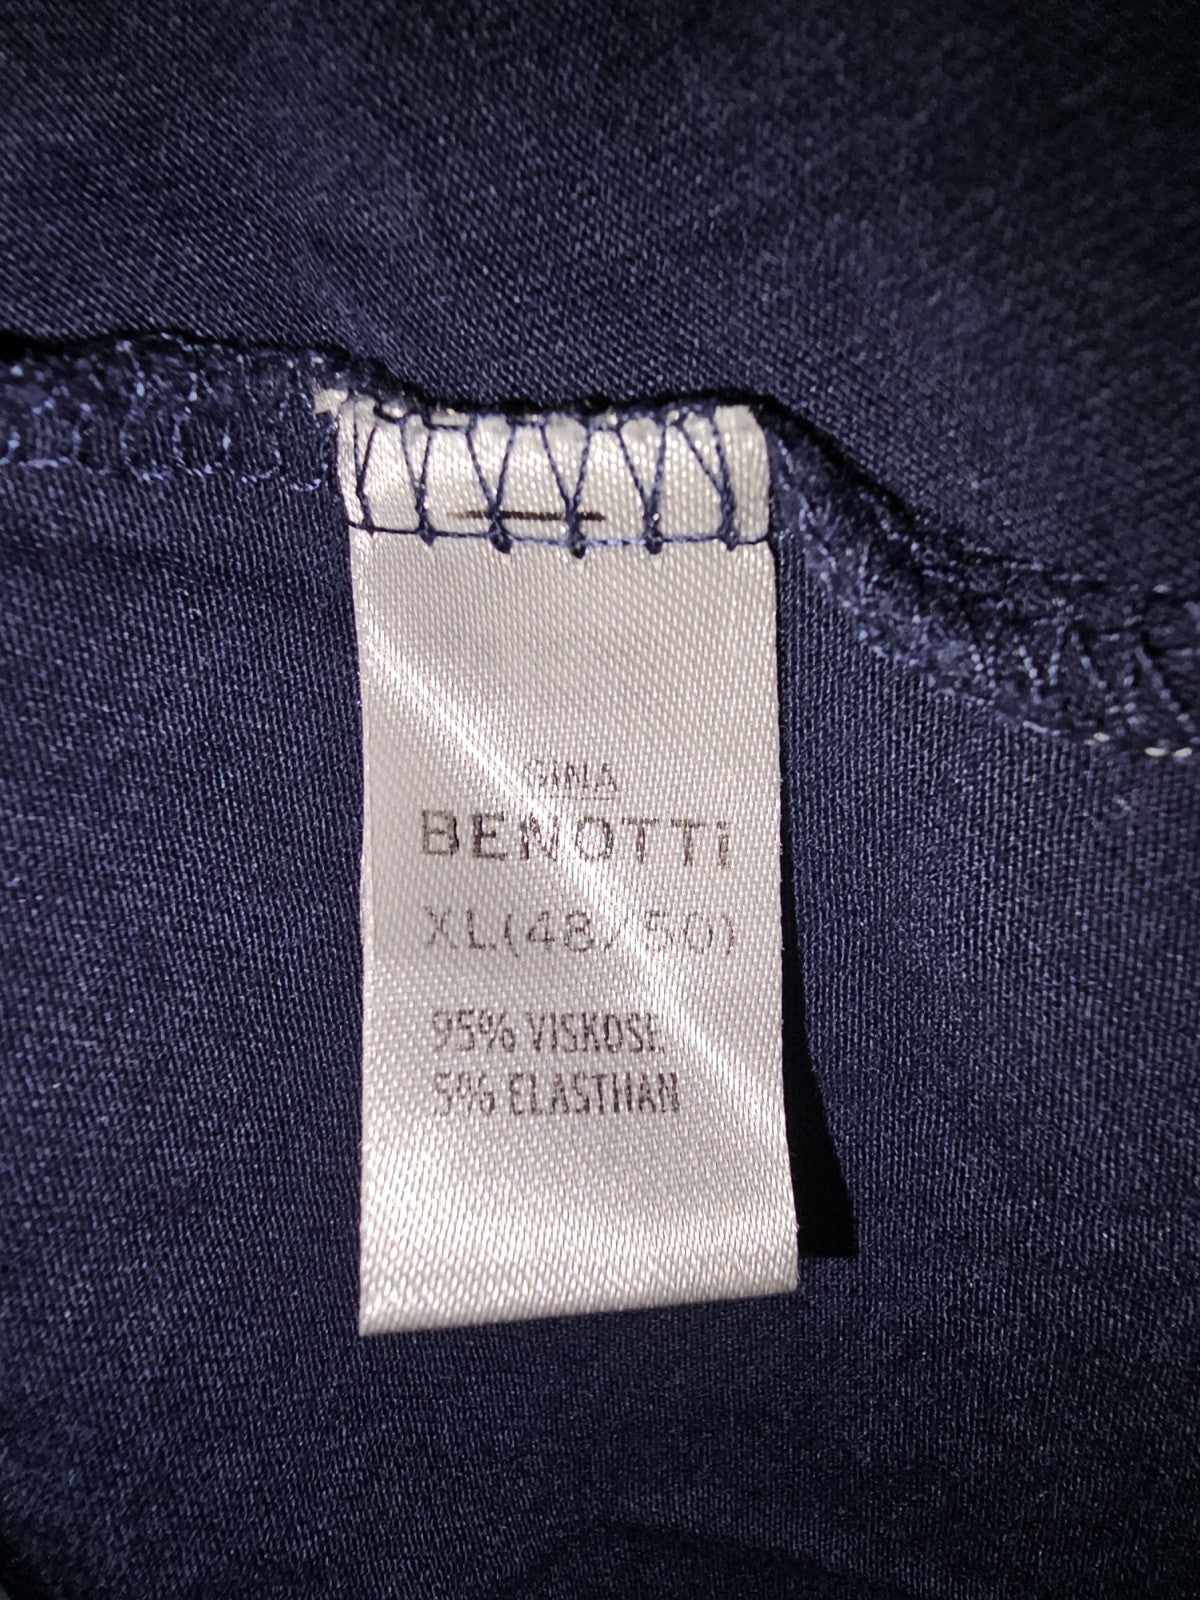 GINA
BENOTTi
XL(48/50)
95% VISKOSE
5% ELASTHAN